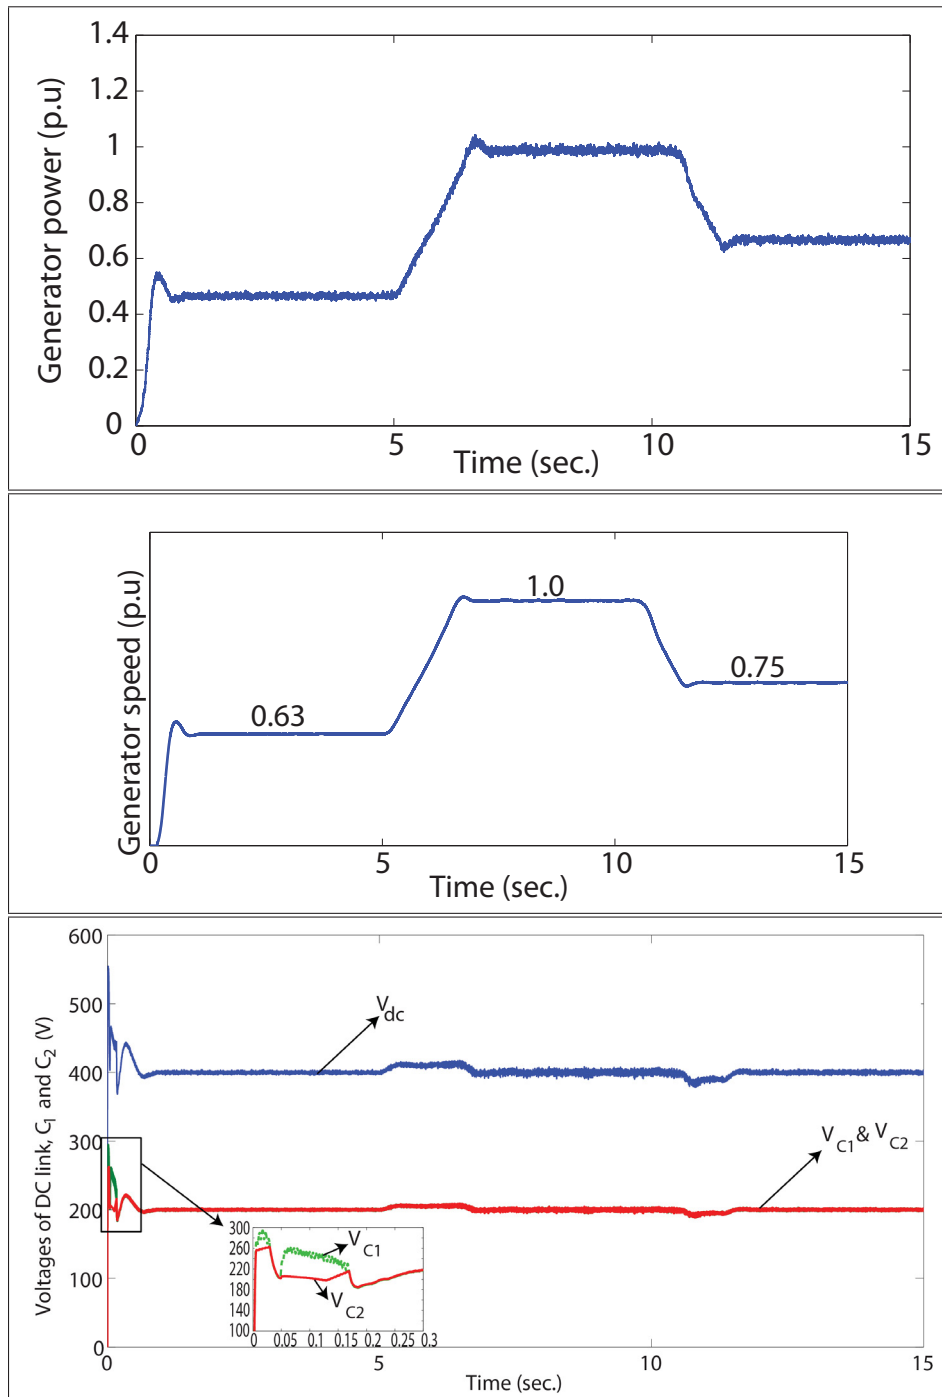 1.4
1.2
1
0.8
0.6
0.4
0.2
0
Generator power (p.u)
0 5 10 15
Time (sec.)
Generator speed (p.u)
0.63
1.0
0.75
0 5 10 15
Time (sec.)
Voltages of DC link, C1 and C2 (V)
600
500
400
300
200
100
0
Vdc
VC1 & VC2
300
260
220
180
140
100
VC1
VC2
0 0.05 0.1 0.15 0.2 0.25 0.3
0 5 10 15
Time (sec.)